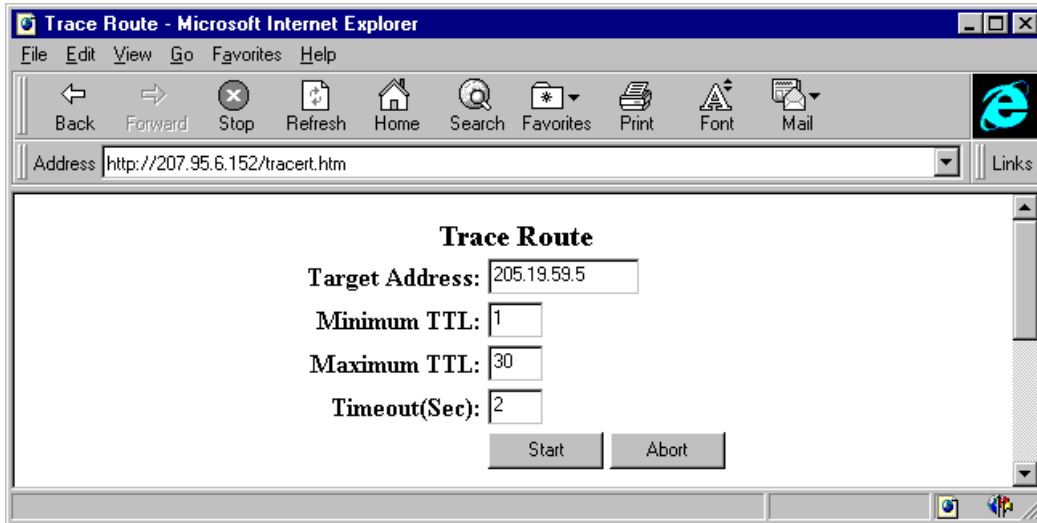 Trace Route - Microsoft Internet Explorer
File Edit View Go Favorites Help
Back Forward Stop Refresh Home Search Favorites Print Font Mail
Address http://207.95.6.152/tracert.htm Links
Trace Route
Target Address: 205.19.59.5
Minimum TTL: 1
Maximum TTL: 30
Timeout(Sec): 2
Start Abort